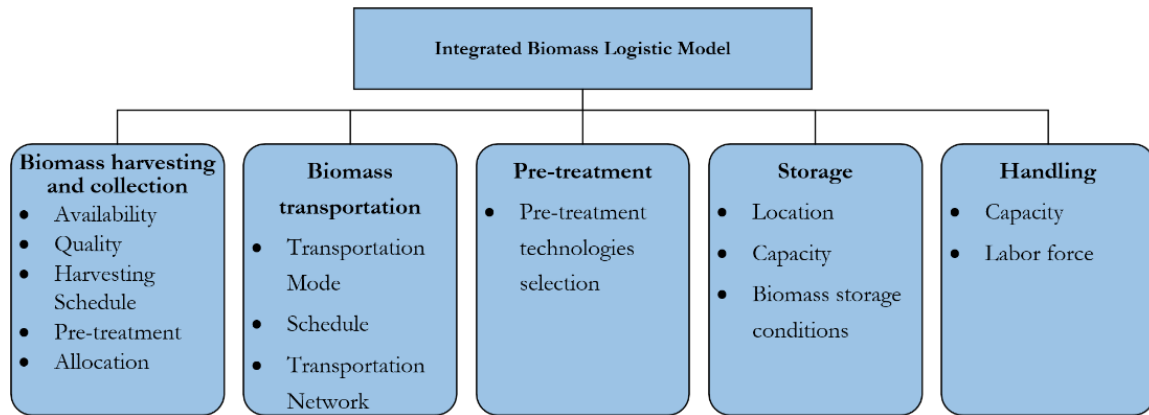 Integrated Biomass Logistic Model
Biomass harvesting
and collection
• Availability
• Quality
• Harvesting
Schedule
• Pre-treatment
• Allocation
Biomass
transportation
• Transportation
Mode
• Schedule
• Transportation
Network
Pre-treatment
• Pre-treatment
technologies
selection
Storage
• Location
• Capacity
• Biomass storage
conditions
Handling
• Capacity
• Labor force